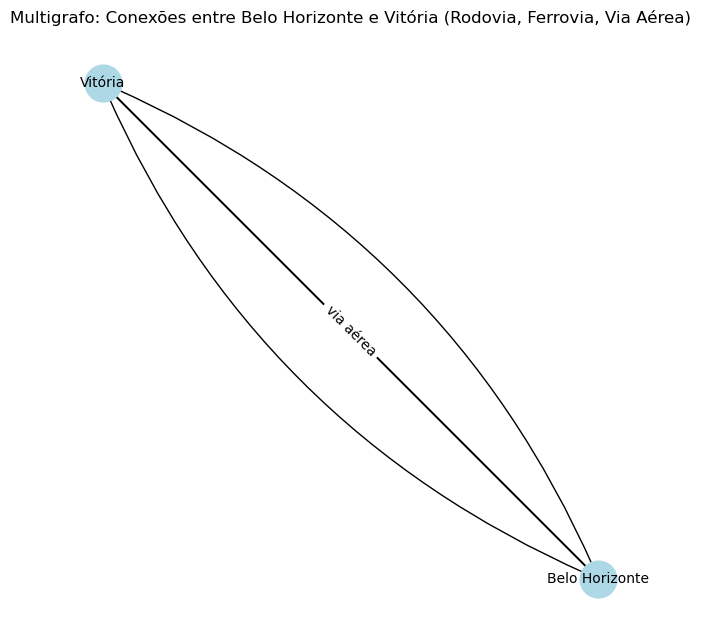 Multigrafo: Conexões entre Belo Horizonte e Vitória (Rodovia, Ferrovia, Via Aérea)
Vitória
via aérea
Belo Horizonte